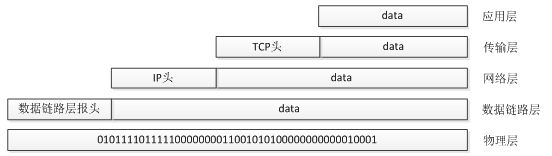 data 应用层
TCP头 data 传输层
IP头 data 网络层
数据链路层报头 data 数据链路层
01011110111110000000110010101000000000000010001 物理层